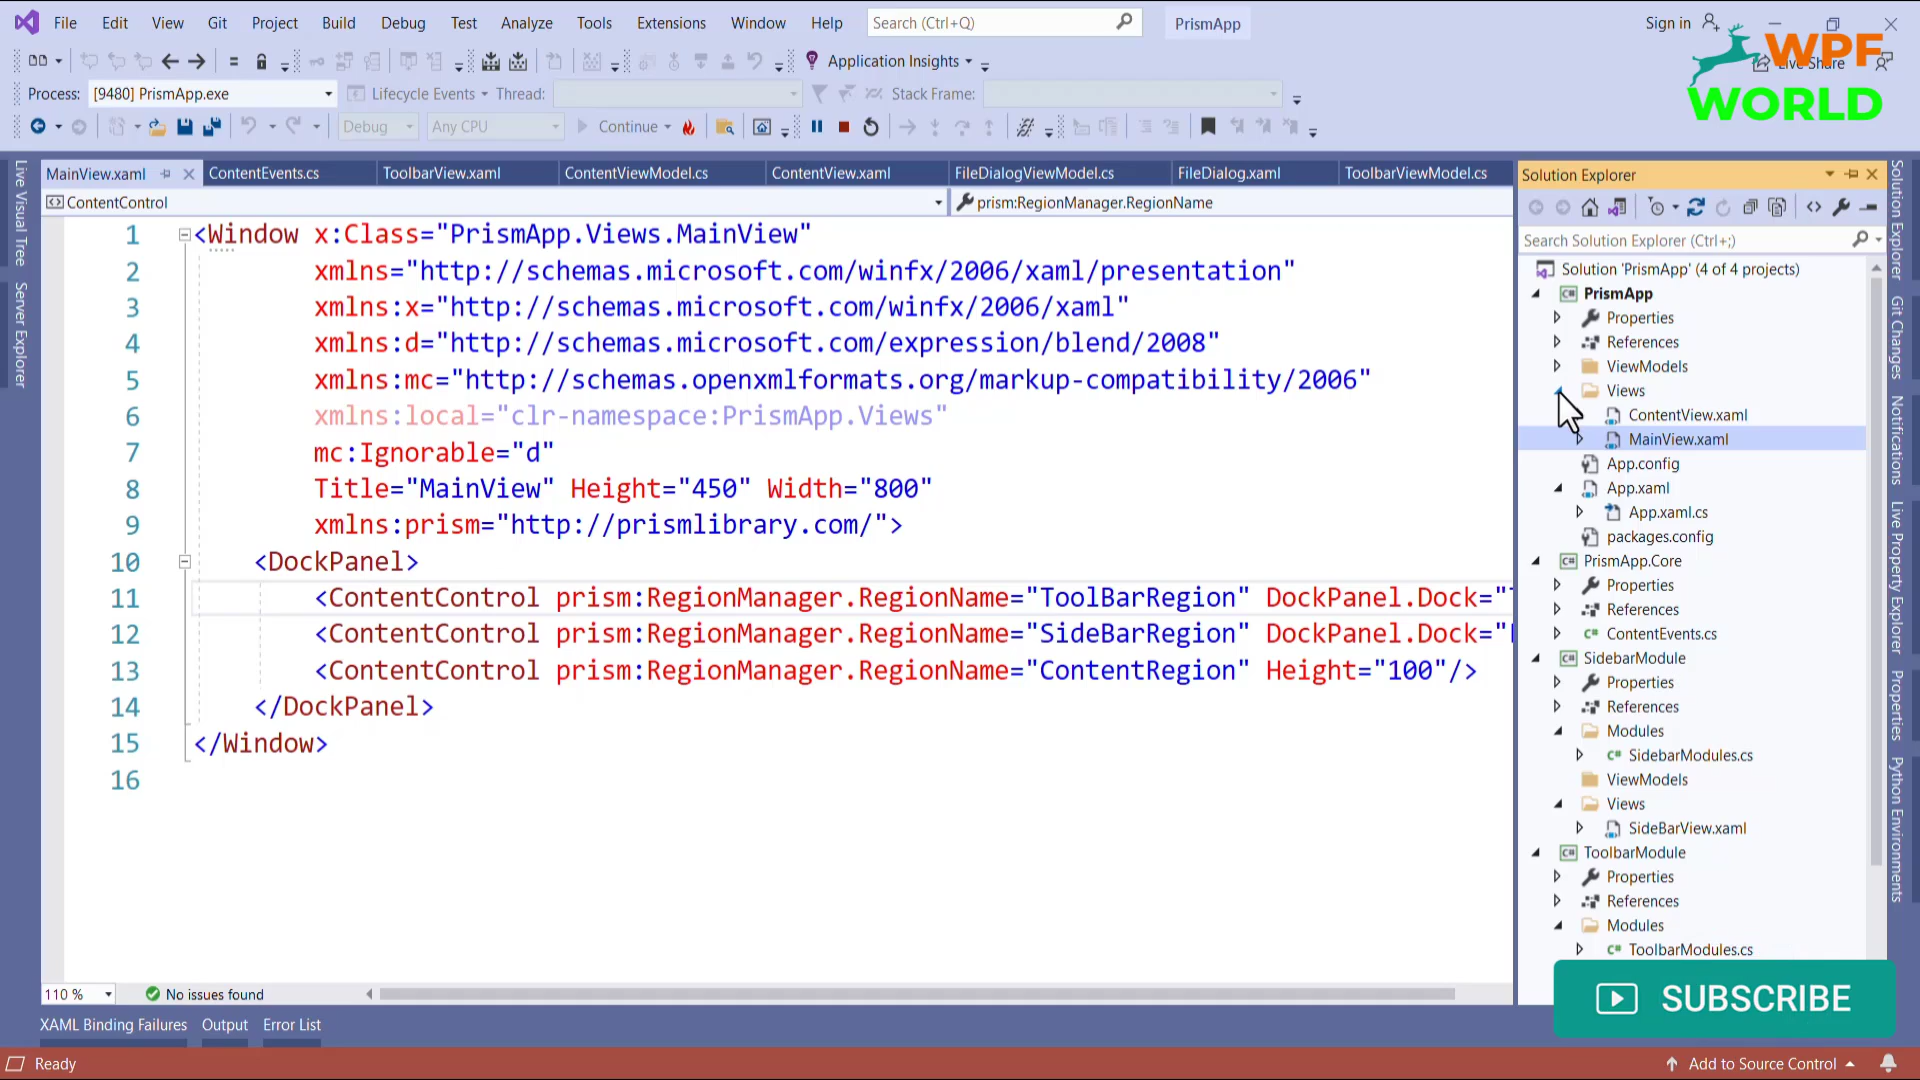 File Edit View Git Project Build Debug Test Analyze Tools Extensions Window Help Search (Ctrl+Q) PrismApp Sign in
WPF
WORLD
Live Share
Application Insights
Process: [9480] PrismApp.exe Lifecycle Events Thread: Stack Frame:
Debug Any CPU Continue
Live Visual Tree
Server Explorer
MainView.xaml ContentEvents.cs ToolbarView.xaml ContentViewModel.cs ContentView.xaml FileDialogViewModel.cs FileDialog.xaml ToolbarViewModel.cs
ContentControl prism:RegionManager.RegionName
1 <Window x:Class="PrismApp.Views.MainView"
2 xmlns="http://schemas.microsoft.com/winfx/2006/xaml/presentation"
3 xmlns:x="http://schemas.microsoft.com/winfx/2006/xaml"
4 xmlns:d="http://schemas.microsoft.com/expression/blend/2008"
5 xmlns:mc="http://schemas.openxmlformats.org/markup-compatibility/2006"
6 xmlns:local="clr-namespace:PrismApp.Views"
7 mc:Ignorable="d"
8 Title="MainView" Height="450" Width="800"
9 xmlns:prism="http://prismlibrary.com/">
10 <DockPanel>
11 <ContentControl prism:RegionManager.RegionName="ToolBarRegion" DockPanel.Dock="
12 <ContentControl prism:RegionManager.RegionName="SideBarRegion" DockPanel.Dock="
13 <ContentControl prism:RegionManager.RegionName="ContentRegion" Height="100"/>
14 </DockPanel>
15 </Window>
16
110 % No issues found
XAML Binding Failures Output Error List
Ready
Solution Explorer
Search Solution Explorer (Ctrl+;)
Solution 'PrismApp' (4 of 4 projects)
PrismApp
Properties
References
ViewModels
Views
ContentView.xaml
MainView.xaml
App.config
App.xaml
App.xaml.cs
packages.config
PrismApp.Core
Properties
References
ContentEvents.cs
SidebarModule
Properties
References
Modules
SidebarModules.cs
ViewModels
Views
SideBarView.xaml
ToolbarModule
Properties
References
Modules
ToolbarModules.cs
SUBSCRIBE
Add to Source Control
Solution Explorer
Git Changes
Notifications
Live Property Explorer
Properties
Python Environments